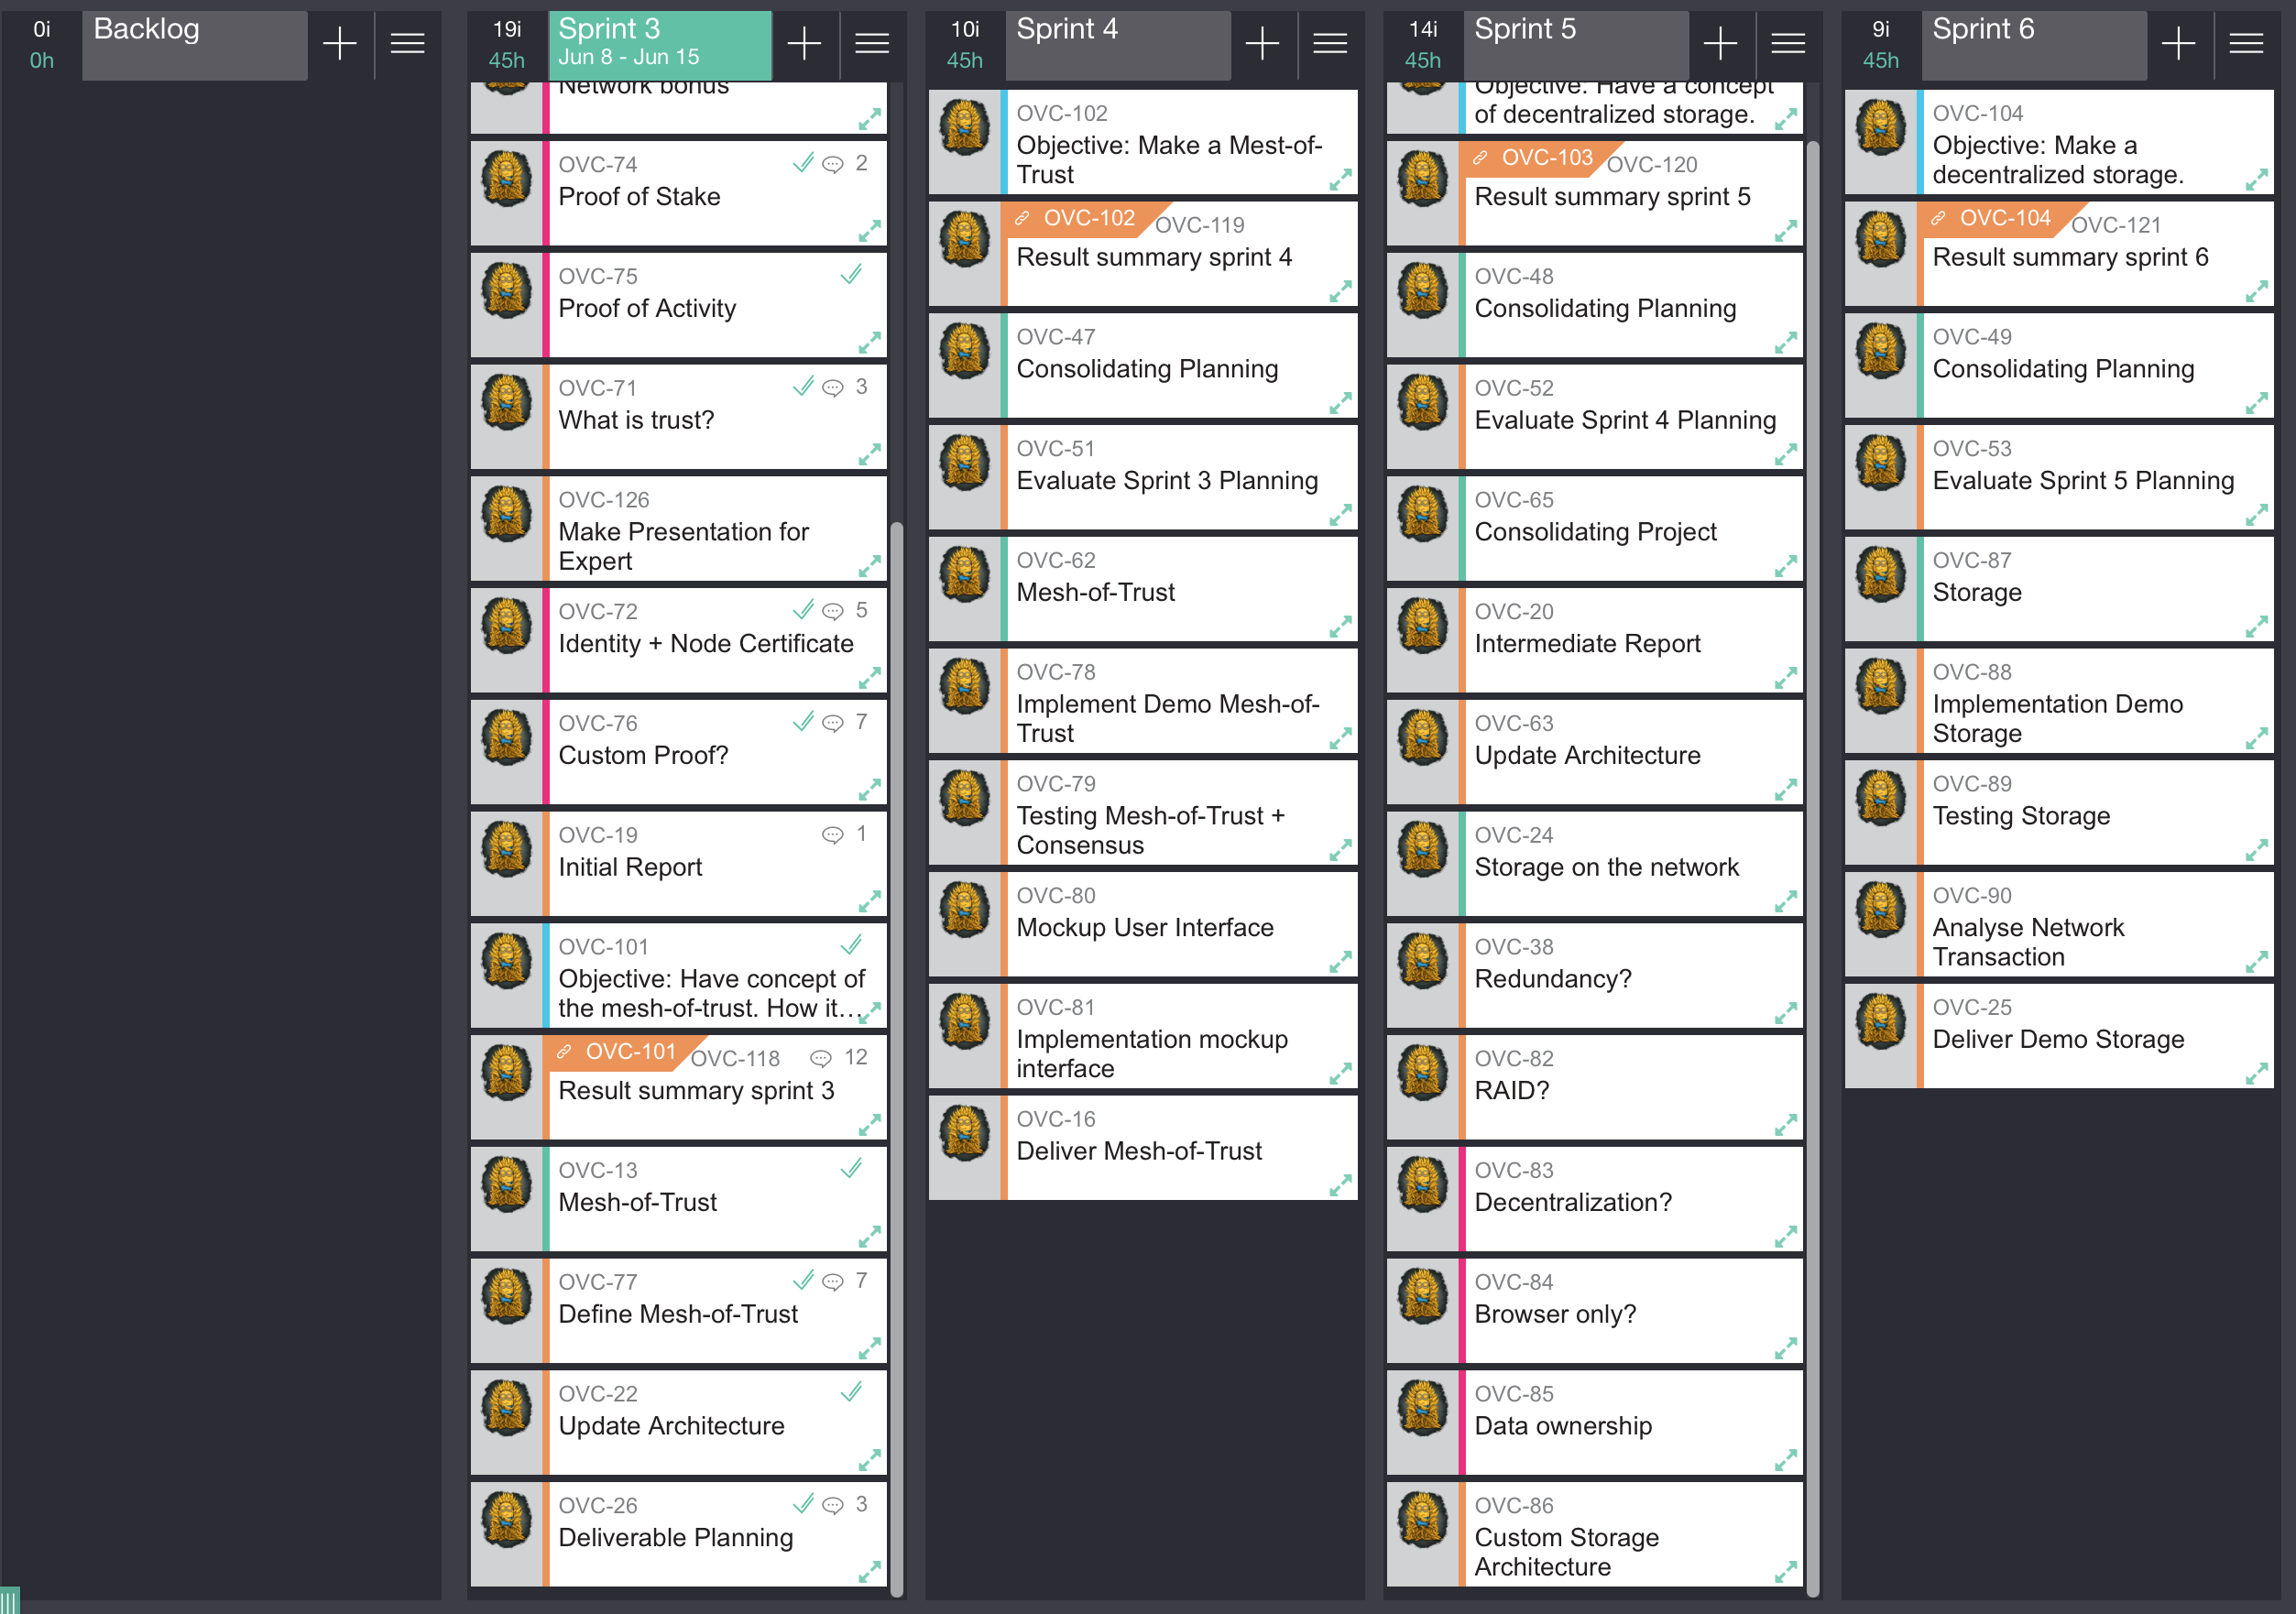 0i
0h
Backlog
19i
45h
Sprint 3
Jun 8 - Jun 15
Network bonus
OVC-74
2
Proof of Stake
OVC-75
Proof of Activity
OVC-71
3
What is trust?
OVC-126
Make Presentation for
Expert
OVC-72
5
Identity + Node Certificate
OVC-76
7
Custom Proof?
OVC-19
1
Initial Report
OVC-101
Objective: Have concept of
the mesh-of-trust. How it...
OVC-101
OVC-118
12
Result summary sprint 3
OVC-13
Mesh-of-Trust
OVC-77
7
Define Mesh-of-Trust
OVC-22
Update Architecture
OVC-26
3
Deliverable Planning
10i
45h
Sprint 4
OVC-102
Objective: Make a Mest-of-
Trust
OVC-102
OVC-119
Result summary sprint 4
OVC-47
Consolidating Planning
OVC-51
Evaluate Sprint 3 Planning
OVC-62
Mesh-of-Trust
OVC-78
Implement Demo Mesh-of-
Trust
OVC-79
Testing Mesh-of-Trust +
Consensus
OVC-80
Mockup User Interface
OVC-81
Implementation mockup
interface
OVC-16
Deliver Mesh-of-Trust
14i
45h
Sprint 5
Objective: Have a concept
of decentralized storage.
OVC-103
OVC-120
Result summary sprint 5
OVC-48
Consolidating Planning
OVC-52
Evaluate Sprint 4 Planning
OVC-65
Consolidating Project
OVC-20
Intermediate Report
OVC-63
Update Architecture
OVC-24
Storage on the network
OVC-38
Redundancy?
OVC-82
RAID?
OVC-83
Decentralization?
OVC-84
Browser only?
OVC-85
Data ownership
OVC-86
Custom Storage
Architecture
9i
45h
Sprint 6
OVC-104
Objective: Make a
decentralized storage.
OVC-104
OVC-121
Result summary sprint 6
OVC-49
Consolidating Planning
OVC-53
Evaluate Sprint 5 Planning
OVC-87
Storage
OVC-88
Implementation Demo
Storage
OVC-89
Testing Storage
OVC-90
Analyse Network
Transaction
OVC-25
Deliver Demo Storage